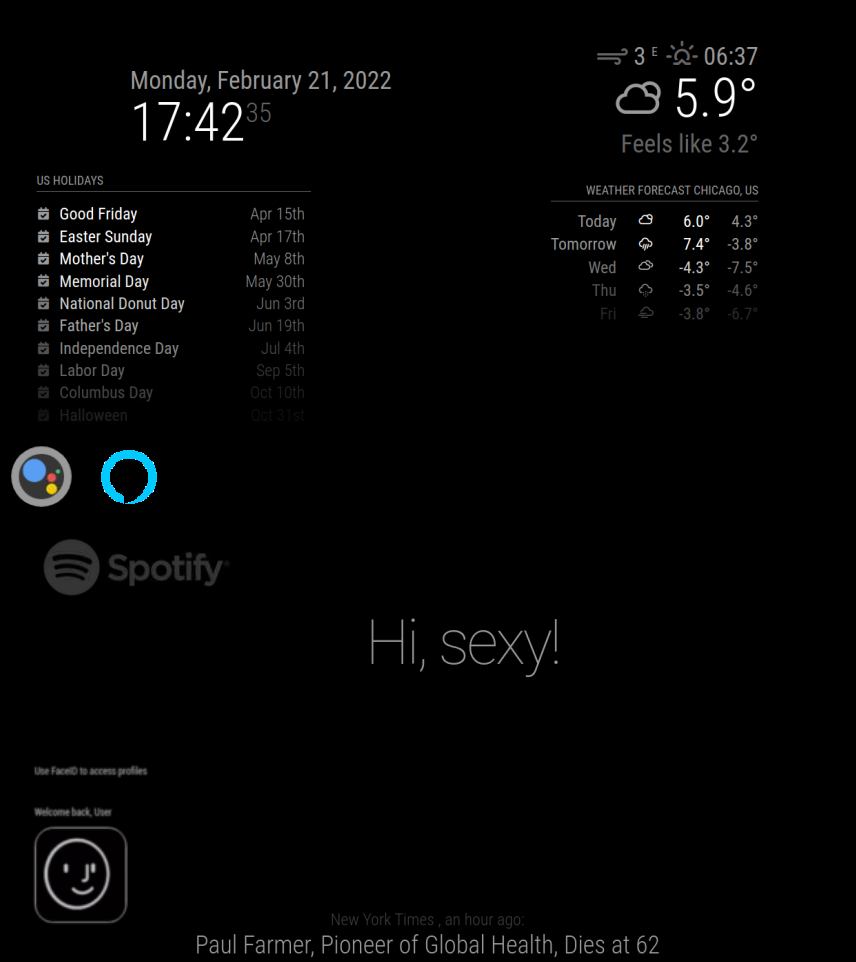 Monday, February 21, 2022
17:42 35
3 E 06:37
5.9°
Feels like 3.2°
US HOLIDAYS
Good Friday Apr 15th
Easter Sunday Apr 17th
Mother's Day May 8th
Memorial Day May 30th
National Donut Day Jun 3rd
Father's Day Jun 19th
Independence Day Jul 4th
Labor Day Sep 5th
Columbus Day Oct 10th
Halloween Oct 31st
WEATHER FORECAST CHICAGO, US
Today 6.0° 4.3°
Tomorrow 7.4° -3.8°
Wed -4.3° -7.5°
Thu -3.5° -4.6°
Fri -3.8° -6.7°
Spotify®
Hi, sexy!
Use FaceID to access profiles
Welcome back, User
New York Times , an hour ago:
Paul Farmer, Pioneer of Global Health, Dies at 62